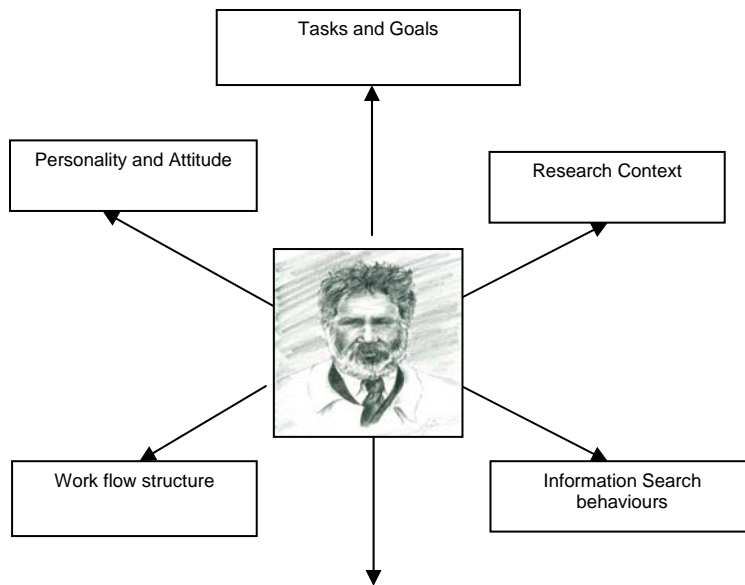 Tasks and Goals
Personality and Attitude
Research Context
Work flow structure
Information Search
behaviours